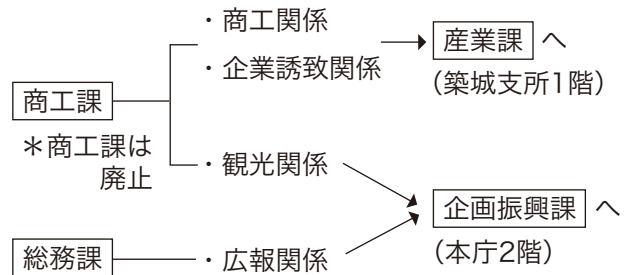 ・商工関係
・企業誘致関係
産業課 へ
(築城支所1階)
商工課
＊商工課は
廃止
・観光関係
企画振興課 へ
(本庁2階)
総務課
・広報関係